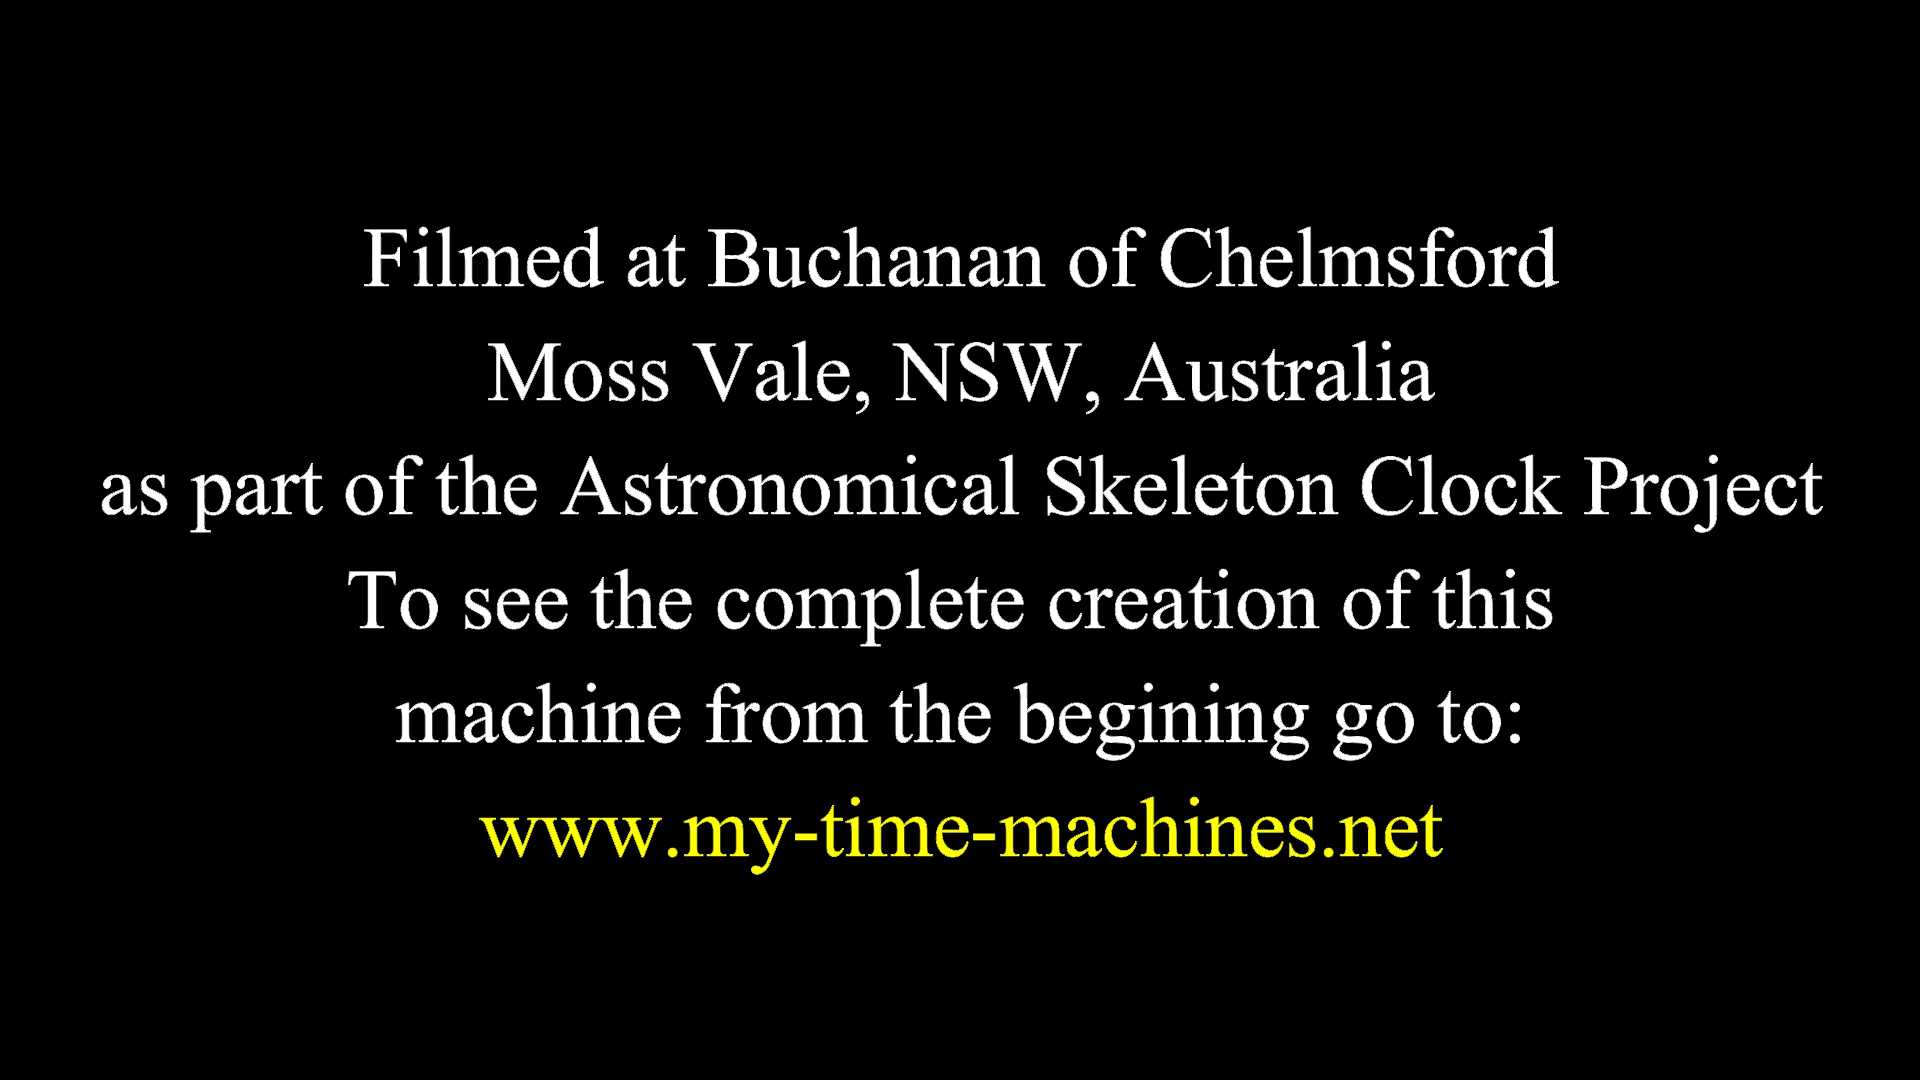 Filmed at Buchanan of Chelmsford
Moss Vale, NSW, Australia
as part of the Astronomical Skeleton Clock Project
To see the complete creation of this
machine from the begining go to:
www.my-time-machines.net